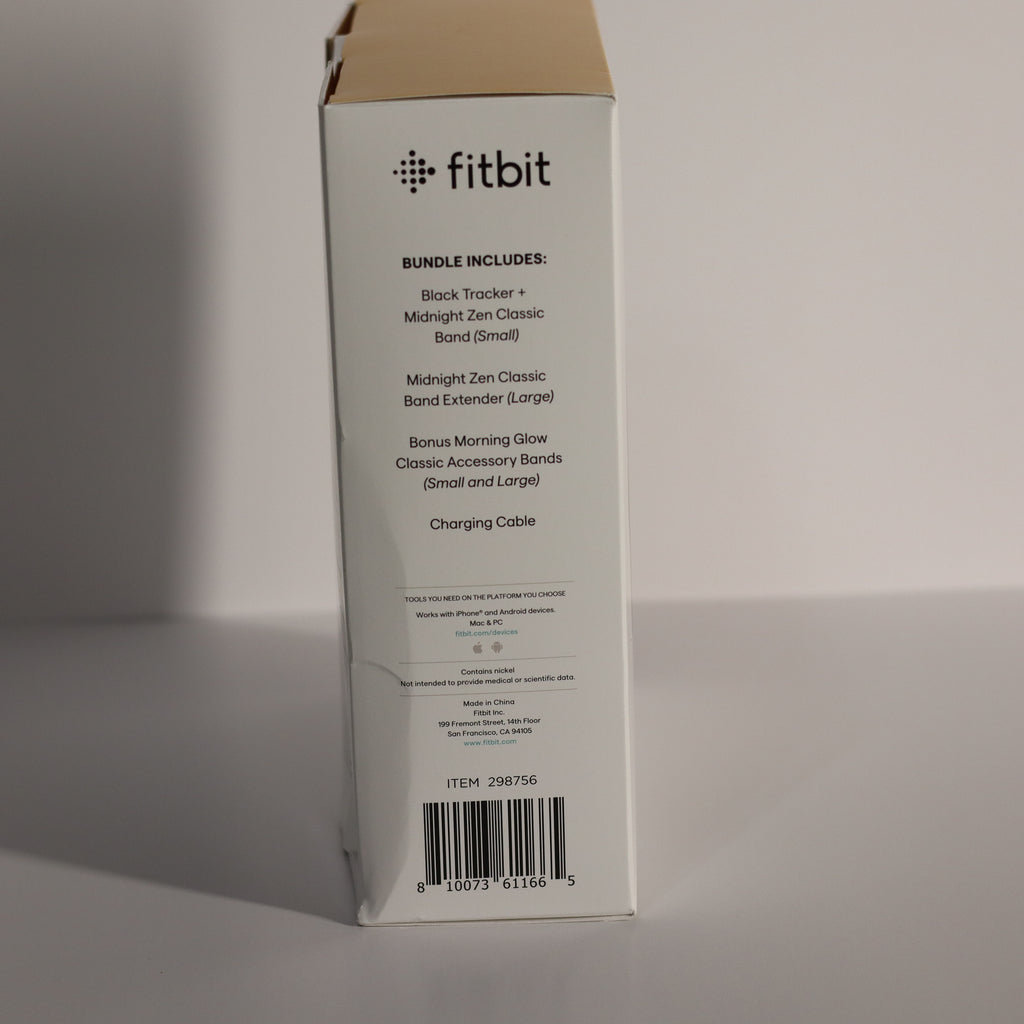 fitbit
BUNDLE INCLUDES:
Black Tracker +
Midnight Zen Classic
Band (Small)
Midnight Zen Classic
Band Extender (Large)
Bonus Morning Glow
Classic Accessory Bands
(Small and Large)
Charging Cable
TOOLS YOU NEED ON THE PLATFORM YOU CHOOSE
Works with iPhone® and Android devices.
Mac & PC
fitbit.com/devices
Contains nickel
Not intended to provide medical or scientific data.
Made in China
Fitbit Inc.
199 Fremont Street, 14th Floor
San Francisco, CA 94105
www.fitbit.com
ITEM 298756
8 10073 61166 5